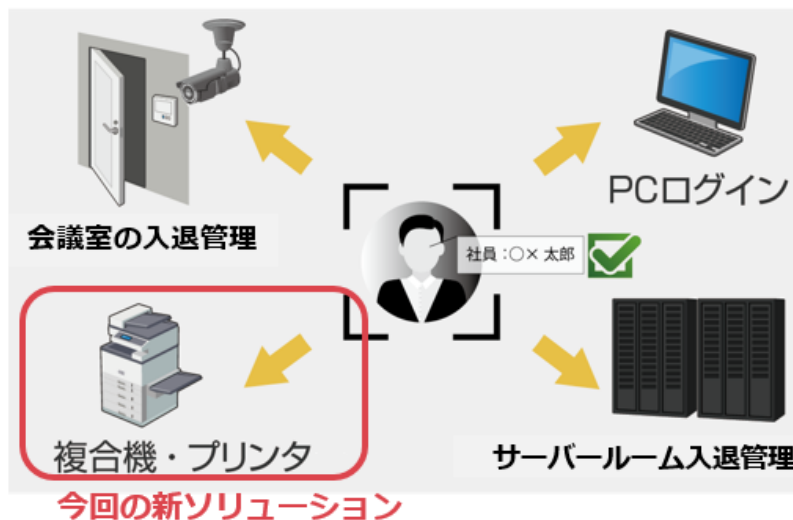 会議室の入退管理
PCログイン
社員:○× 太郎
複合機・プリンタ
サーバールーム入退管理
今回の新ソリューション